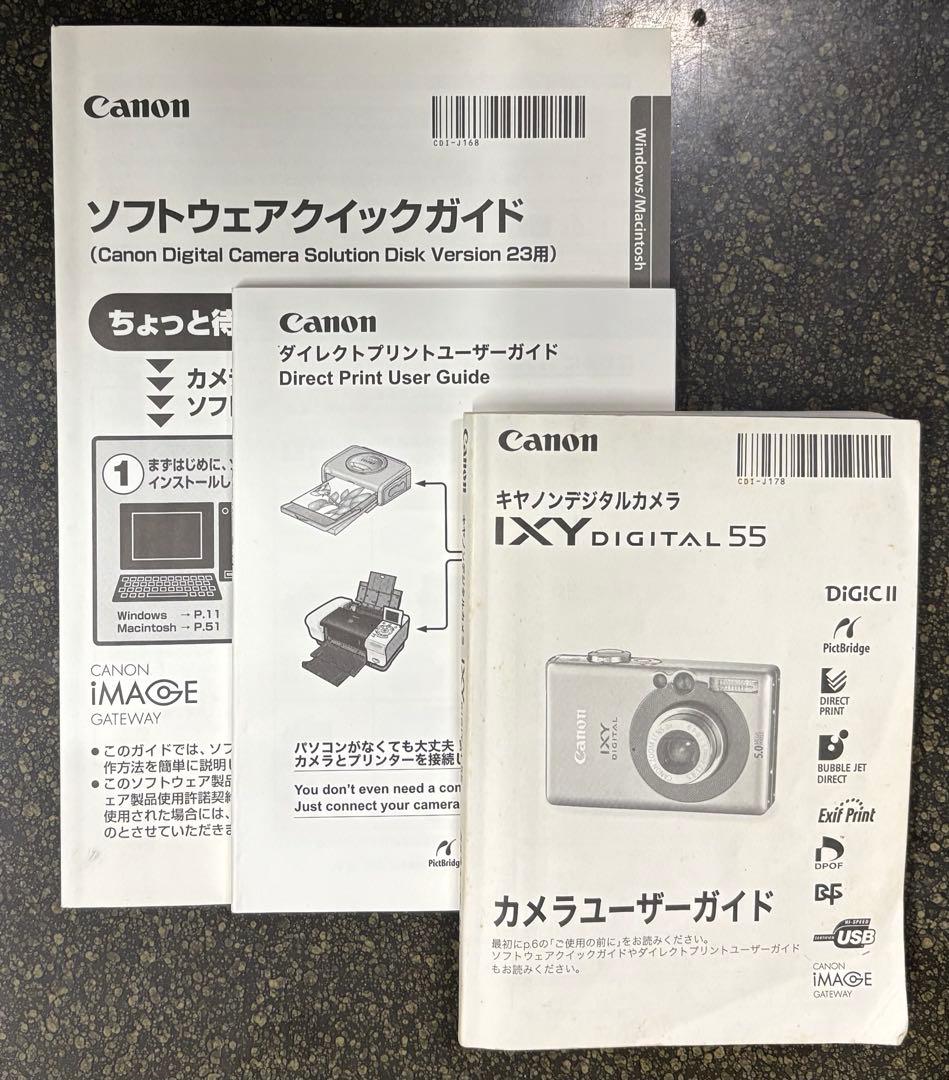 Canon
CDI-J168
Windows/Macintosh
ソフトウェアクイックガイド
(Canon Digital Camera Solution Disk Version 23用)
ちょっと待
カメ
ソフ
1
まずはじめに、
インストールし
Windows → P.11
Macintosh → P.51
CANON
iMAGE
GATEWAY
●このガイドでは、ソフ
作方法を簡単に説明し
●このソフトウェア製品
ェア製品使用許諾契約
使用された場合には、
のとさせていただきま
Canon
ダイレクトプリントユーザーガイド
Direct Print User Guide
パソコンがなくても大丈夫
カメラとプリンターを接続し
You don't even need a con
Just connect your camera
PictBridge
Canon
CDI-J178
キヤノンデジタルカメラ
IXY DIGITAL 55
DiG!C II
PictBridge
DIRECT
PRINT
BUBBLE JET
DIRECT
Exif Print
DPOF
HI-SPEED
CERTIFIED
USB
CANON
iMAGE
GATEWAY
Canon
IXY
DIGITAL
5.0
カメラユーザーガイド
最初にp.6の「ご使用の前に」をお読みください。
ソフトウェアクイックガイドやダイレクトプリントユーザーガイド
もお読みください。